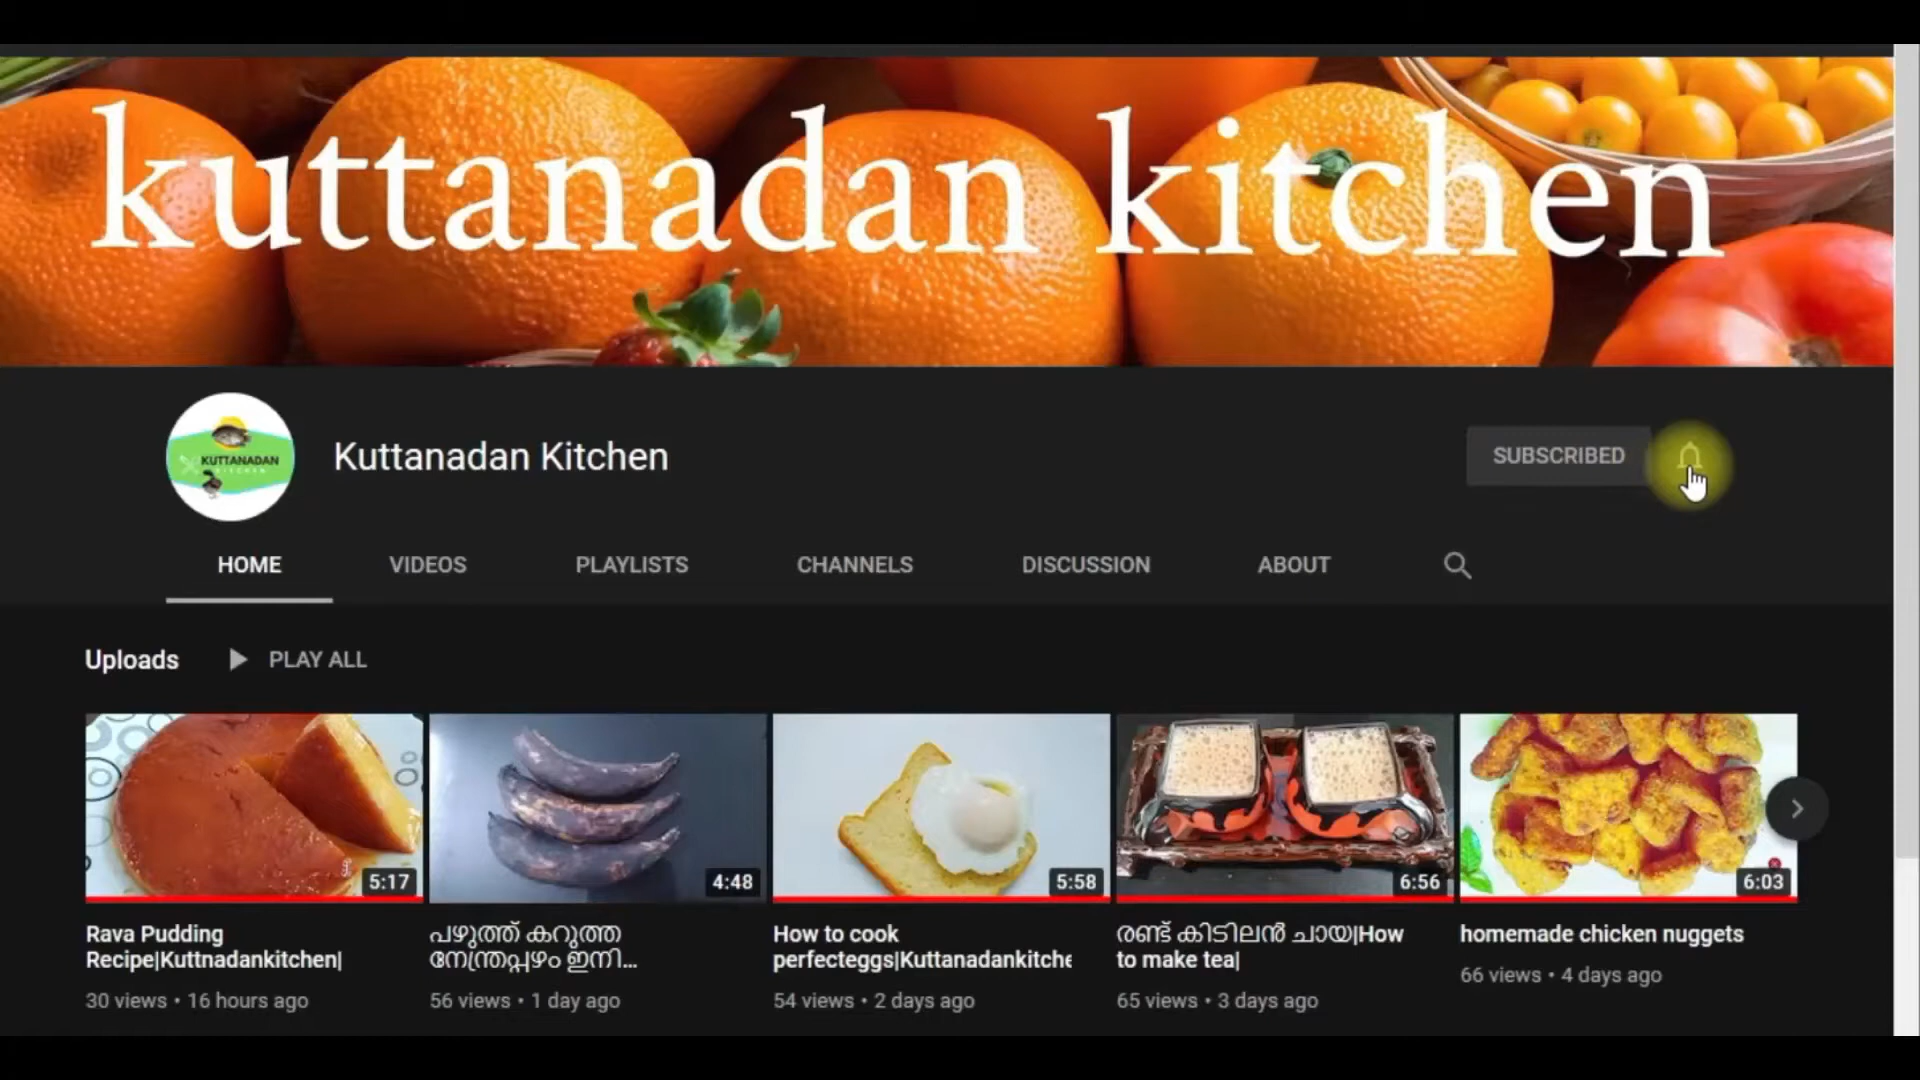 kuttanadan kitchen
KUTTANADAN
KITCHEN
Kuttanadan Kitchen
SUBSCRIBED
HOME VIDEOS PLAYLISTS CHANNELS DISCUSSION ABOUT
Uploads PLAY ALL
5:17 4:48 5:58 6:56 6:03
Rava Pudding
Recipe|Kuttnadankitchen|
30 views • 16 hours ago
പഴുത്ത് കറുത്ത
നേന്ത്രപ്പഴം ഇനി...
56 views • 1 day ago
How to cook
perfecteggs|Kuttanadankitche
54 views • 2 days ago
രണ്ട് കിടിലൻ ചായ|How
to make tea|
65 views • 3 days ago
homemade chicken nuggets
66 views • 4 days ago